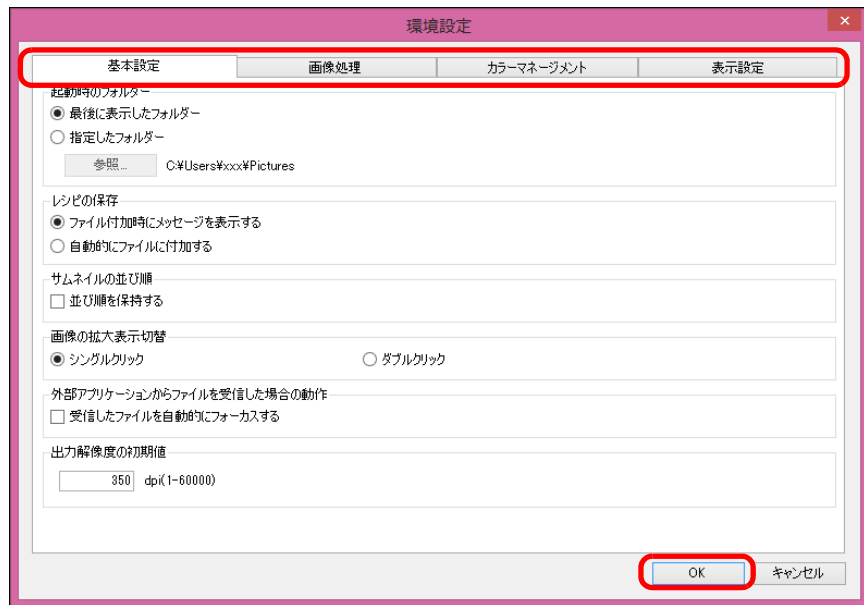 環境設定
基本設定 画像処理 カラーマネージメント 表示設定
起動時のフォルダー
最後に表示したフォルダー
指定したフォルダー
参照... C:¥Users¥xxx¥Pictures
レシピの保存
ファイル付加時にメッセージを表示する
自動的にファイルに付加する
サムネイルの並び順
並び順を保持する
画像の拡大表示切替
シングルクリック ダブルクリック
外部アプリケーションからファイルを受信した場合の動作
受信したファイルを自動的にフォーカスする
出力解像度の初期値
350 dpi(1-60000)
OK キャンセル